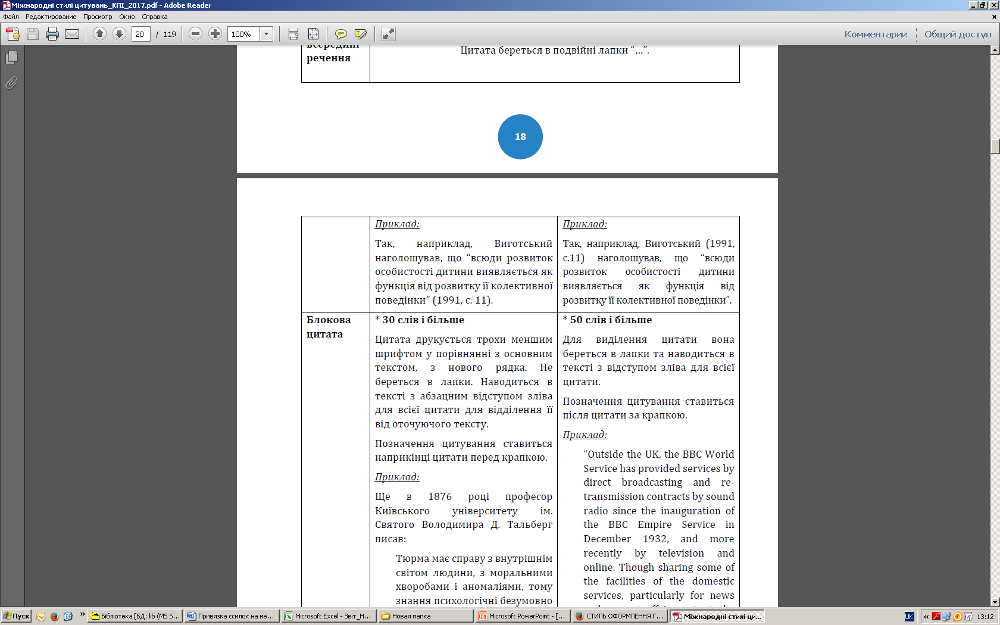 Міжнародні стилі цитувань_КПІ_2017.pdf - Adobe Reader
Файл Редактирование Просмотр Окно Справка
20 / 119 100% Комментарии Общий доступ
всередині
речення
Цитата береться в подвійні лапки “...”.
18
Приклад:
Так, наприклад, Виготський
наголошував, що “всюди розвиток
особистості дитини виявляється як
функція від розвитку її колективної
поведінки” (1991, с. 11).
Приклад:
Так, наприклад, Виготський (1991,
с.11) наголошував, що “всюди
розвиток особистості дитини
виявляється як функція від
розвитку її колективної поведінки”.
Блокова
цитата
* 30 слів і більше
Цитата друкується трохи меншим
шрифтом у порівнянні з основним
текстом, з нового рядка. Не
береться в лапки. Наводиться в
тексті з абзацним відступом зліва
для всієї цитати для відділення її
від оточуючого тексту.
Позначення цитування ставиться
наприкінці цитати перед крапкою.
Приклад:
Ще в 1876 році професор
Київського університету ім.
Святого Володимира Д. Тальберг
писав:
Тюрма має справу з внутрішнім
світом людини, з моральними
хворобами і аномаліями, тому
знання психологічні безумовно
* 50 слів і більше
Для виділення цитати вона
береться в лапки та наводиться в
тексті з відступом зліва для всієї
цитати.
Позначення цитування ставиться
після цитати за крапкою.
Приклад:
“Outside the UK, the BBC World
Service has provided services by
direct broadcasting and re-
transmission contracts by sound
radio since the inauguration of
the BBC Empire Service in
December 1932, and more
recently by television and
online. Though sharing some of
the facilities of the domestic
services, particularly for news
Пуск » Бібліотека [БД: lib (MS S... Привязка ссилок на ме... Microsoft Excel - Звіт_Н... Новая папка Microsoft PowerPoint - [... СТИЛЬ ОФОРМЛЕННЯ Г... Міжнародні стилі ци... UK « 13:12